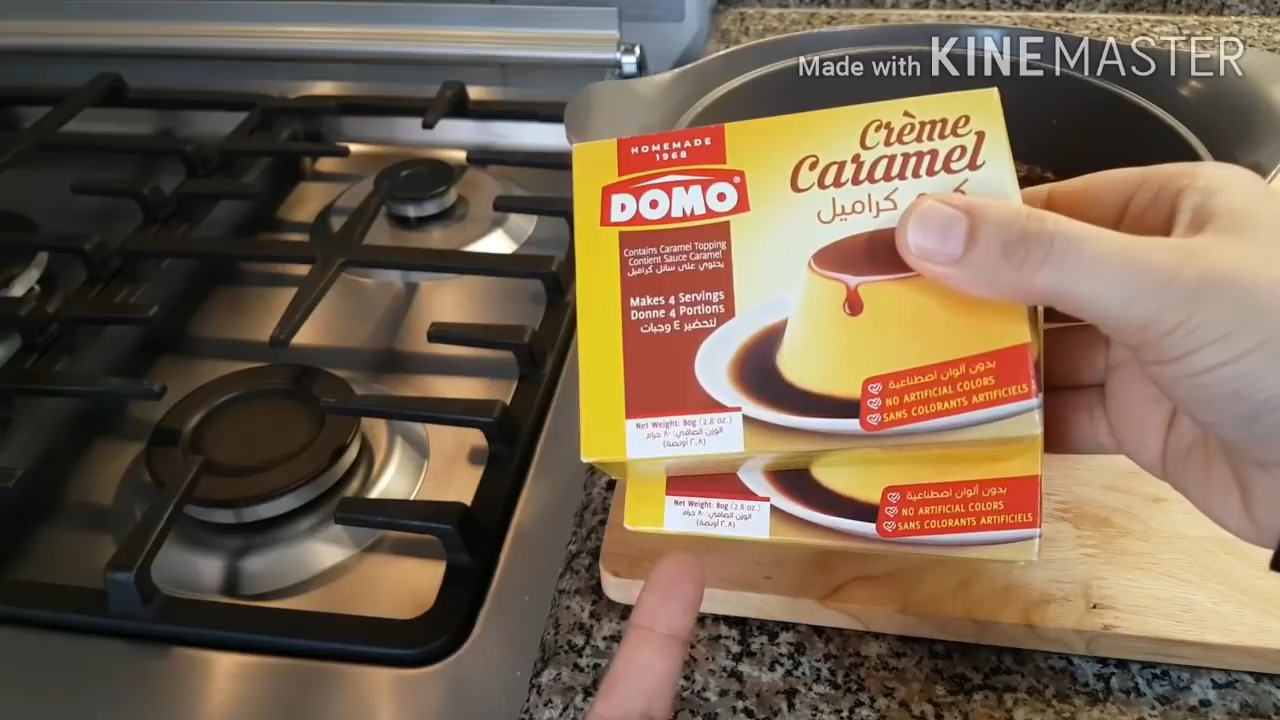 Made with KINEMASTER
HOMEMADE
1968
DOMO®
Crème
Caramel
كراميل
Contains Caramel Topping
Contient Sauce Caramel
يحتوي على سائل كراميل
Makes 4 Servings
Donne 4 Portions
لتحضير ٤ وجبات
بدون ألوان اصطناعية
NO ARTIFICIAL COLORS
SANS COLORANTS ARTIFICIELS
Net Weight: 80g (2.8 oz.)
الوزن الصافي: ٨٠ جرام
(٢,٨ أونصة)
بدون ألوان اصطناعية
NO ARTIFICIAL COLORS
SANS COLORANTS ARTIFICIELS
Net Weight: 80g (2.8 oz.)
الوزن الصافي: ٨٠ جرام
(٢,٨ أونصة)